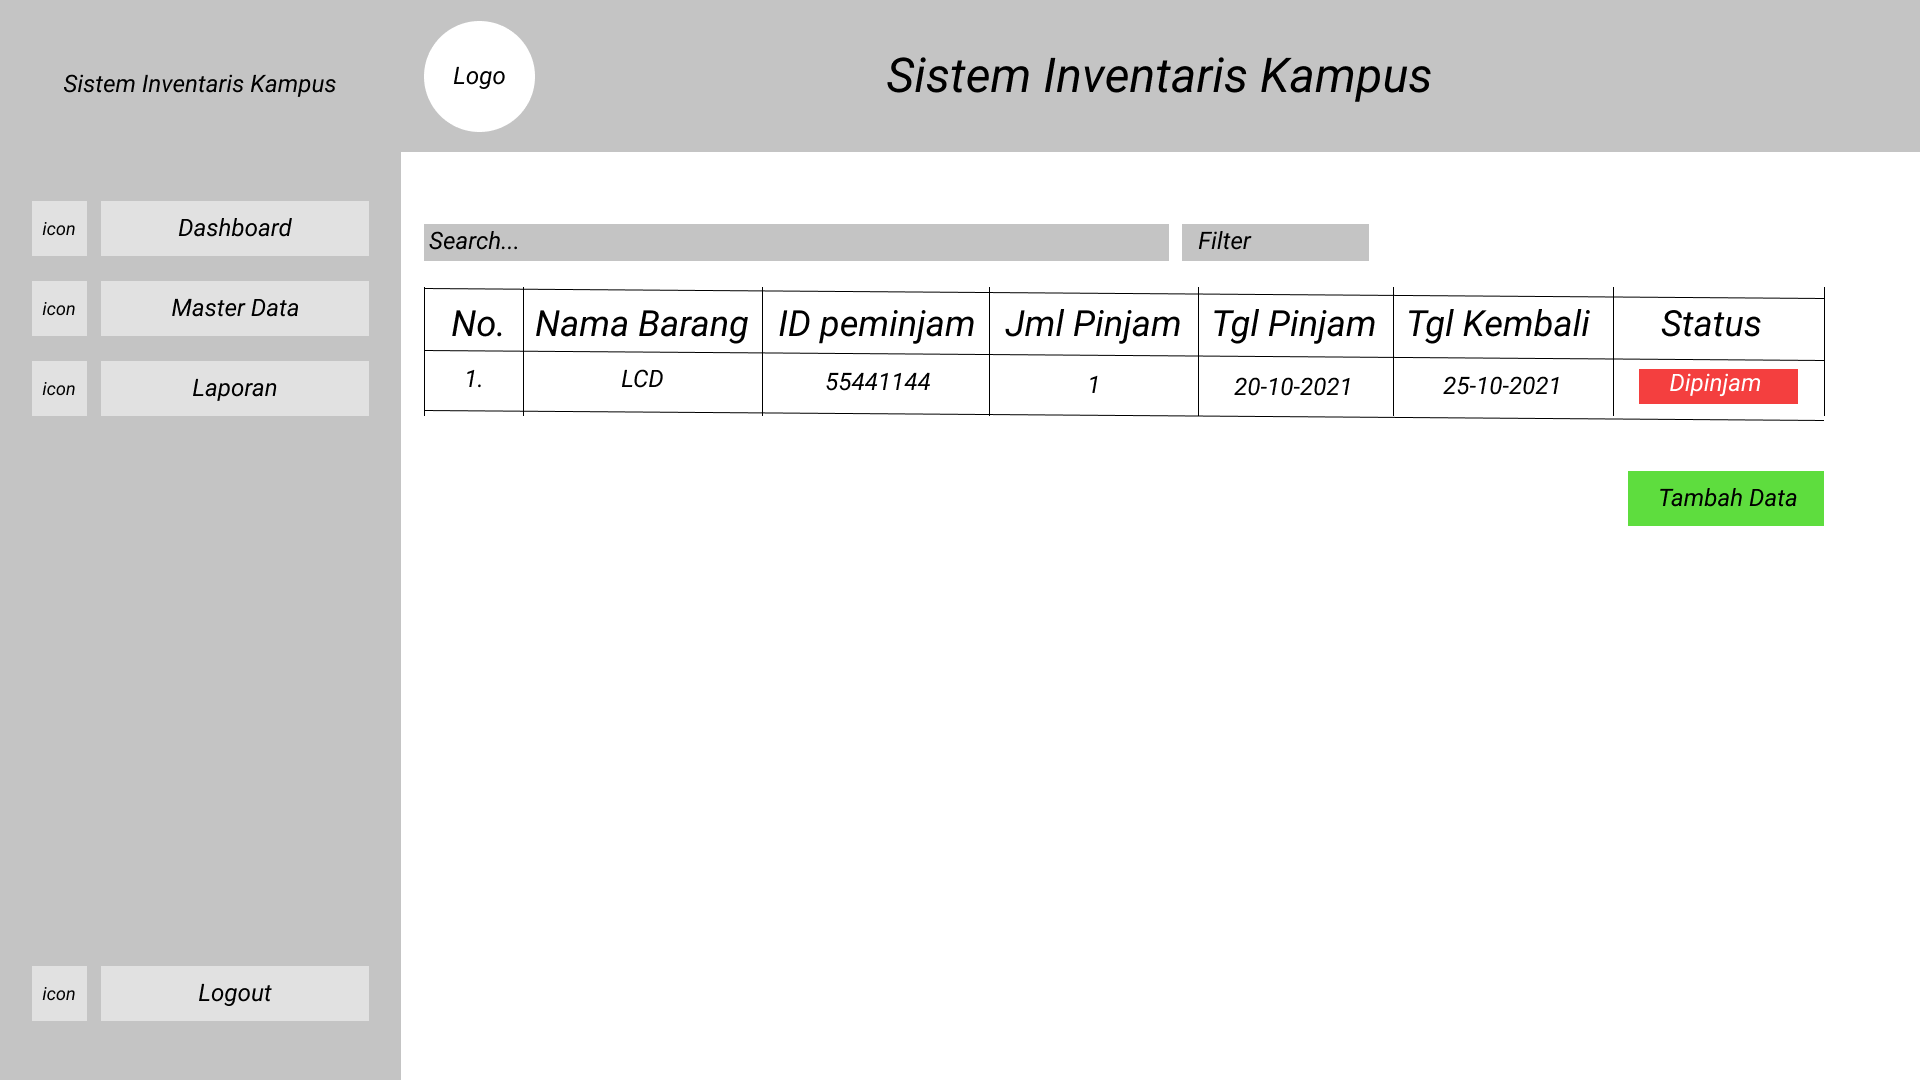 Sistem Inventaris Kampus
Logo
Sistem Inventaris Kampus
icon Dashboard
icon Master Data
icon Laporan
icon Logout
Search...
Filter
No. Nama Barang ID peminjam Jml Pinjam Tgl Pinjam Tgl Kembali Status
1. LCD 55441144 1 20-10-2021 25-10-2021 Dipinjam
Tambah Data